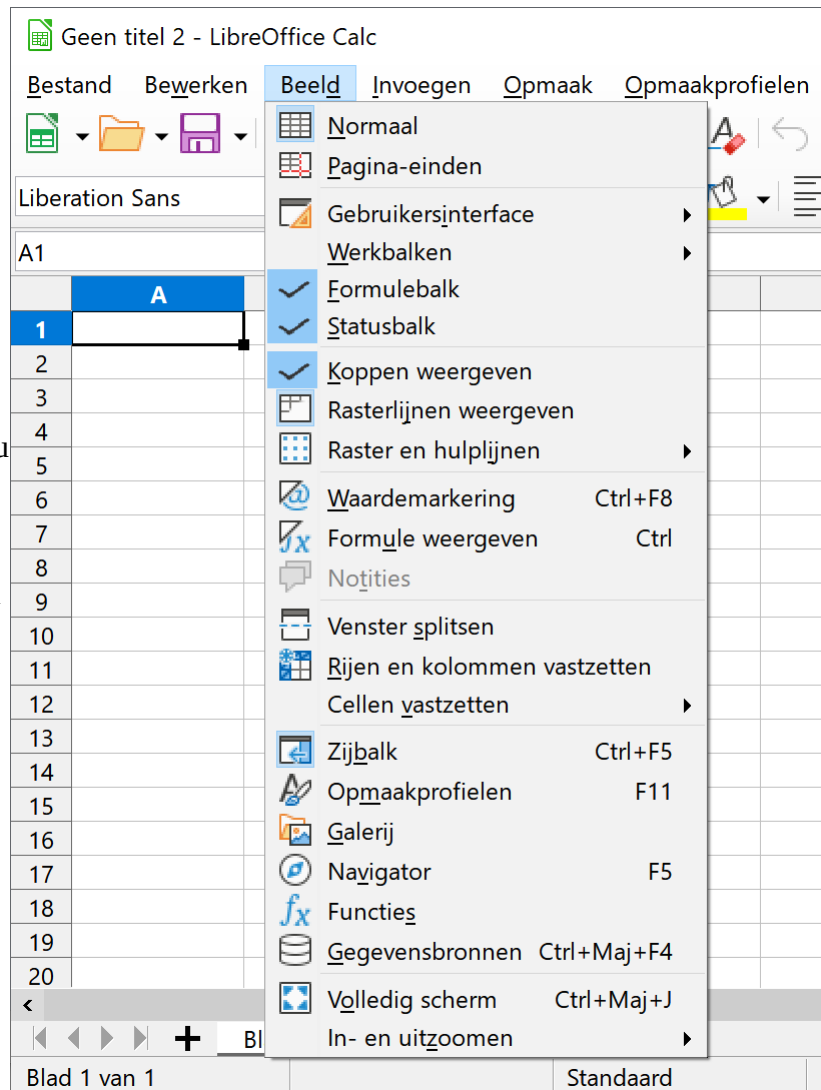 Geen titel 2 - LibreOffice Calc
Bestand Bewerken Beeld Invoegen Opmaak Opmaakprofielen
Liberation Sans
A1
A
Normaal
Pagina-einden
Gebruikersinterface
Werkbalken
Formulebalk
Statusbalk
Koppen weergeven
Rasterlijnen weergeven
Raster en hulplijnen
Waardemarkering Ctrl+F8
Formule weergeven Ctrl
Notities
Venster splitsen
Rijen en kolommen vastzetten
Cellen vastzetten
Zijbalk Ctrl+F5
Opmaakprofielen F11
Galerij
Navigator F5
Functies
Gegevensbronnen Ctrl+Maj+F4
Volledig scherm Ctrl+Maj+J
In- en uitzoomen
1
2
3
4
5
6
7
8
9
10
11
12
13
14
15
16
17
18
19
20
u
Bl
Blad 1 van 1 Standaard